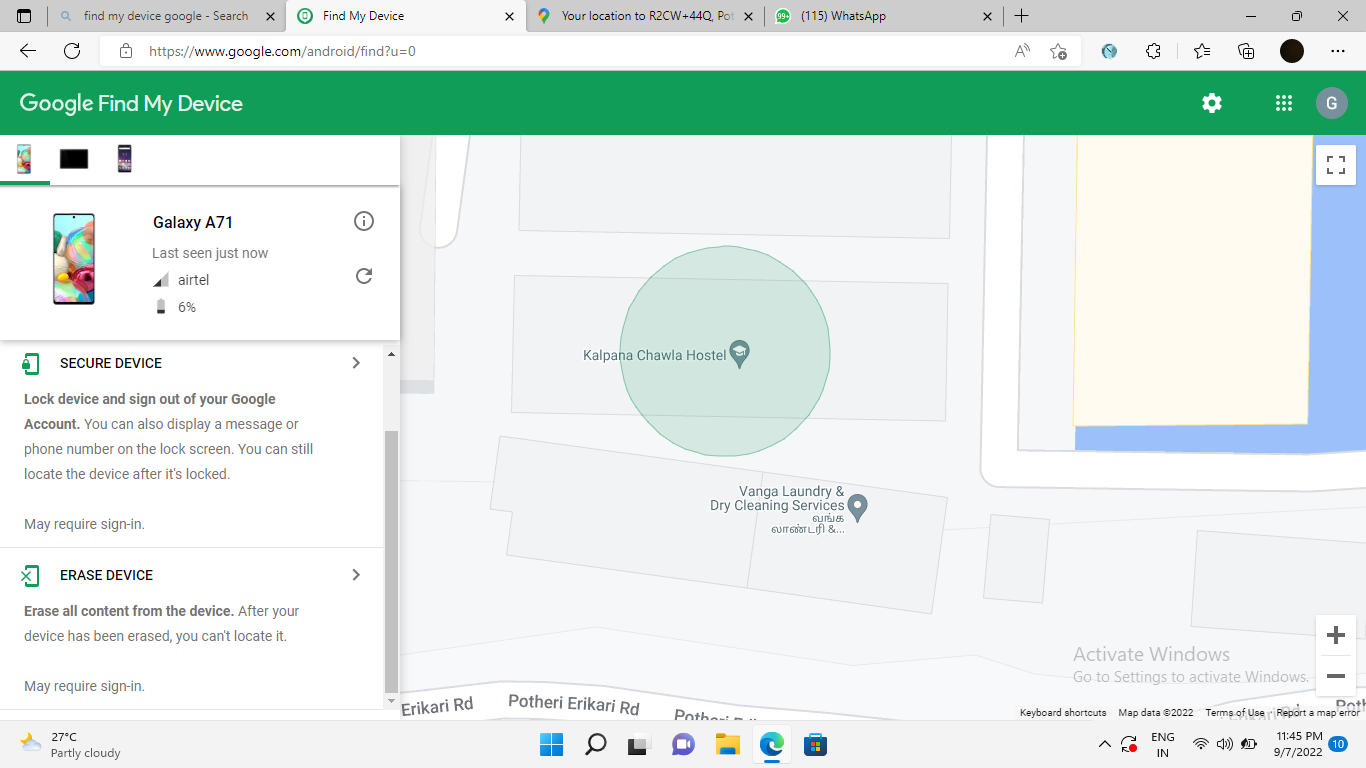 find my device google - Search
Find My Device
Your location to R2CW+44Q, Pot
99+
(115) WhatsApp
https://www.google.com/android/find?u=0
Google Find My Device
G
Galaxy A71
Last seen just now
airtel
6%
SECURE DEVICE
Lock device and sign out of your Google
Account. You can also display a message or
phone number on the lock screen. You can still
locate the device after it's locked.
May require sign-in.
ERASE DEVICE
Erase all content from the device. After your
device has been erased, you can't locate it.
May require sign-in.
Kalpana Chawla Hostel
Vanga Laundry &
Dry Cleaning Services
வங்க
லாண்டரி &...
Activate Windows
Go to Settings to activate Windows.
Erikari Rd
Potheri Erikari Rd
Keyboard shortcuts
Map data ©2022
Terms of Use
Report a map error
27°C
Partly cloudy
ENG
IN
11:45 PM
9/7/2022
10